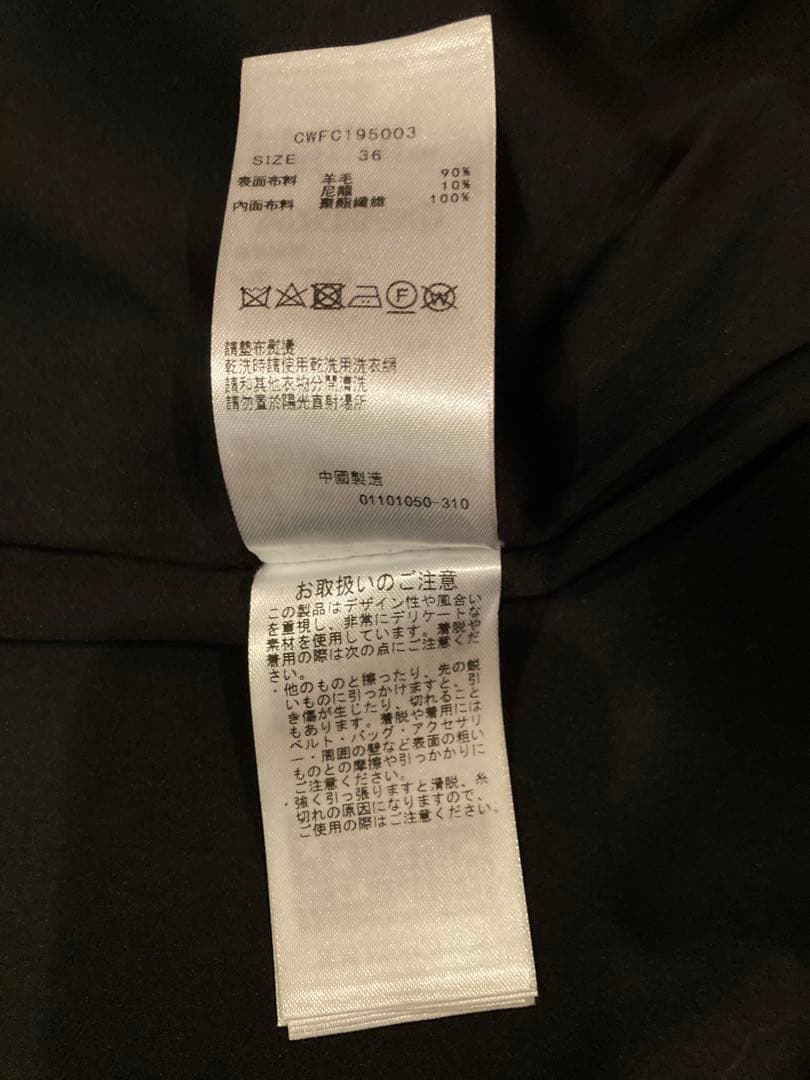 CWFC195003
SIZE 36
表面布料 羊毛 90%
尼龍 10%
內面布料 聚酯纖維 100%
F W
請墊布熨燙
乾洗時請使用乾洗用洗衣網
請和其他衣物分開清洗
請勿置於陽光直射場所
中國製造
01101050-310
お取扱いのご注意
この製品はデザイン性や風合い
を重視し、非常にデリケートな
素材を使用しています。着脱や
着用の際は次の点にご注意くだ
さい。
・他のものと擦ったり、先の鋭
いものに引っかけますと、引
き傷が生じたり、切れること
もあります。着脱や着用には
ベルト・バッグ・アクセサリ
ー・周囲の壁など表面の粗い
ものとの摩擦や引っかかりに
ご注意ください。
・強く引っ張りますと滑脱、糸
切れの原因になりますので、
ご使用の際はご注意ください。